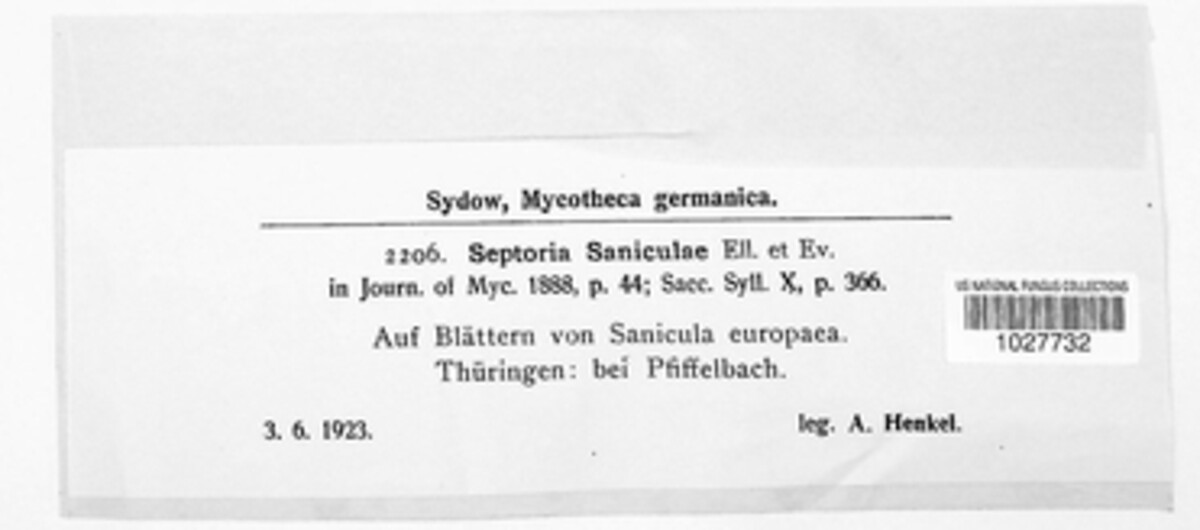 Sydow, Mycotheca germanica.
2206. Septoria Saniculae Ell. et Ev.
in Journ. of Myc. 1888, p. 44; Sacc. Syll. X, p. 366.
Auf Blättern von Sanicula europaea.
Thüringen: bei Pfiffelbach.
3. 6. 1923. leg. A. Henkel.
US NATIONAL FUNGUS COLLECTIONS
1027732